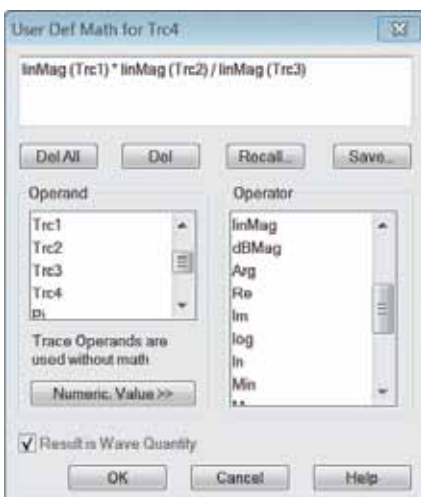 User Def Math for Trc4
linMag (Trc1) * linMag (Trc2) / linMag (Trc3)
Del All
Del
Recall...
Save...
Operand
Operator
Trc1
Trc2
Trc3
Trc4
Pi
Trace Operands are
used without math
Numeric. Value >>
linMag
dBMag
Arg
Re
Im
log
ln
Min
Result is Wave Quantity
OK
Cancel
Help